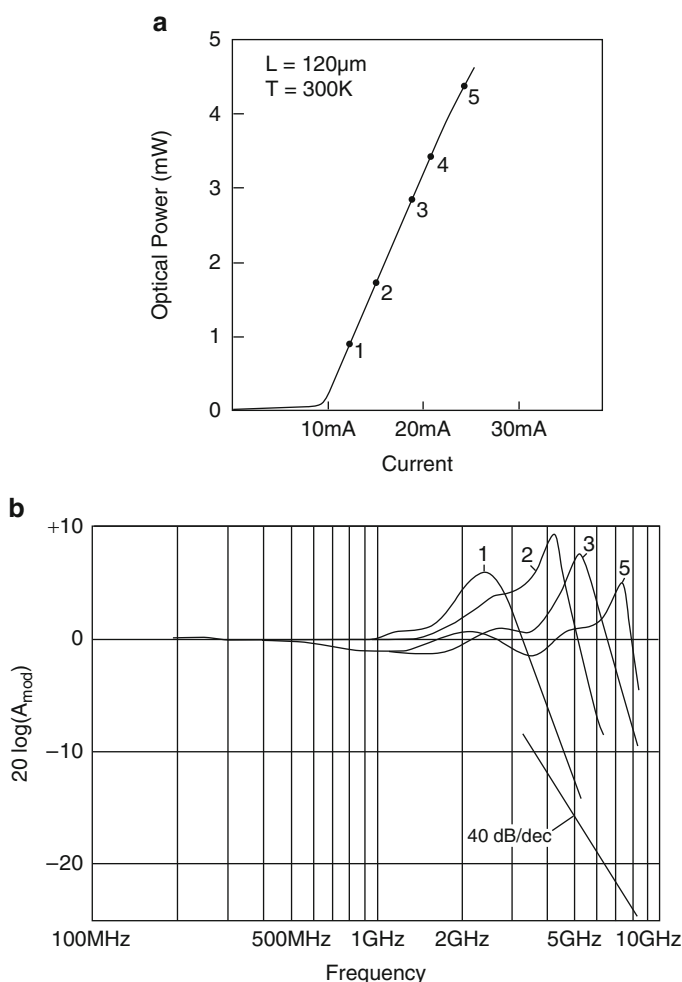 a
5
4
3
2
1
0
Optical Power (mW)
L = 120µm
T = 300K
5
4
3
2
1
10mA 20mA 30mA
Current
b
+10
0
−10
−20
20 log(A_mod)
1 2 3 5
40 dB/dec
100MHz 500MHz 1GHz 2GHz 5GHz 10GHz
Frequency